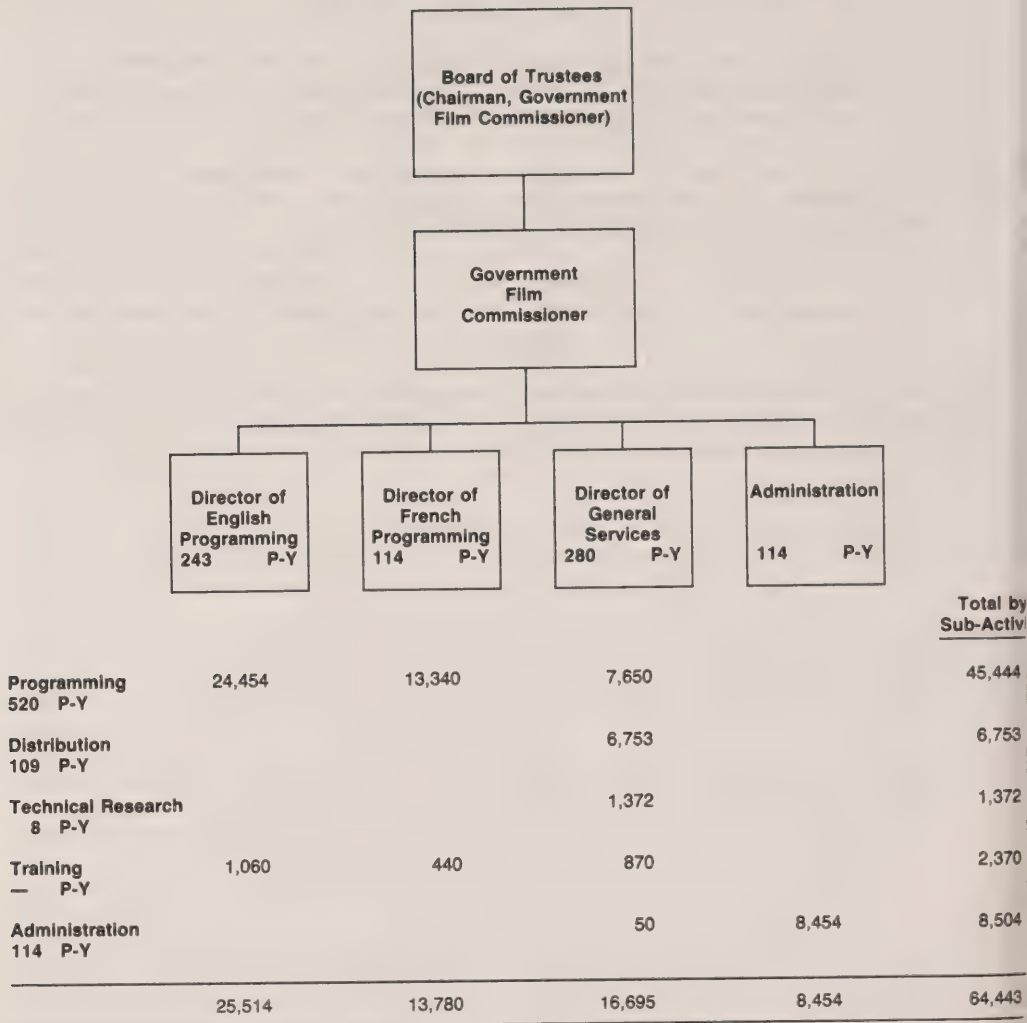 Board of Trustees
(Chairman, Government
Film Commissioner)
Government
Film
Commissioner
Director of
English
Programming
243 P-Y
Director of
French
Programming
114 P-Y
Director of
General
Services
280 P-Y
Administration
114 P-Y
Total by
Sub-Activi
Programming 24,454 13,340 7,650 45,444
520 P-Y
Distribution 6,753 6,753
109 P-Y
Technical Research 1,372 1,372
8 P-Y
Training 1,060 440 870 2,370
— P-Y
Administration 50 8,454 8,504
114 P-Y
25,514 13,780 16,695 8,454 64,443